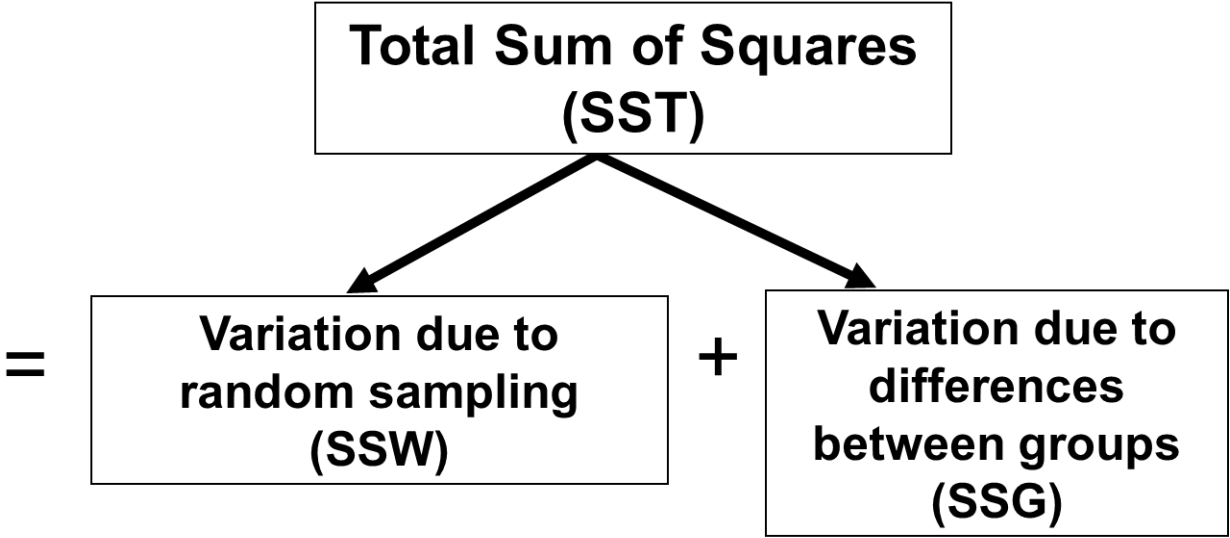 Total Sum of Squares
(SST)
=
Variation due to
random sampling
(SSW)
+
Variation due to
differences
between groups
(SSG)